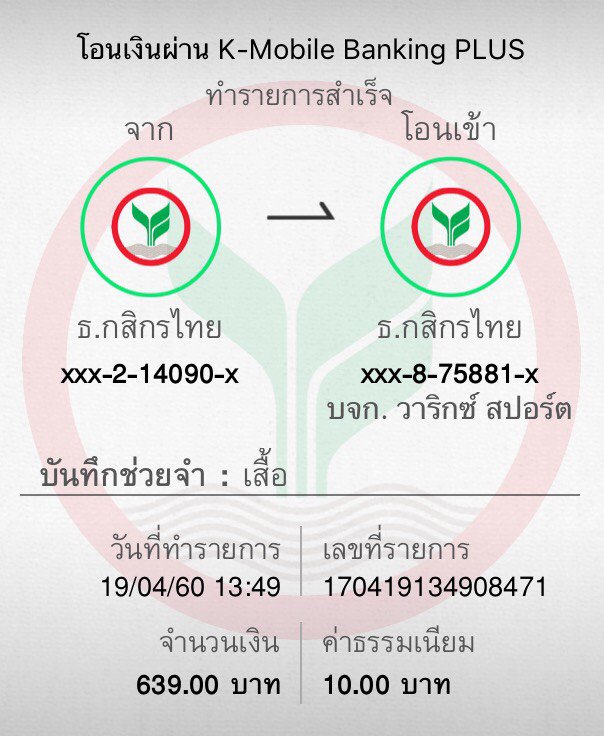 โอนเงินผ่าน K-Mobile Banking PLUS
ทำรายการสำเร็จ
จาก
โอนเข้า
ธ.กสิกรไทย
ธ.กสิกรไทย
xxx-2-14090-x
xxx-8-75881-x
บจก. วาริกซ์ สปอร์ต
บันทึกช่วยจำ : เสื้อ
วันที่ทำรายการ
เลขที่รายการ
19/04/60 13:49
170419134908471
จำนวนเงิน
ค่าธรรมเนียม
639.00 บาท
10.00 บาท